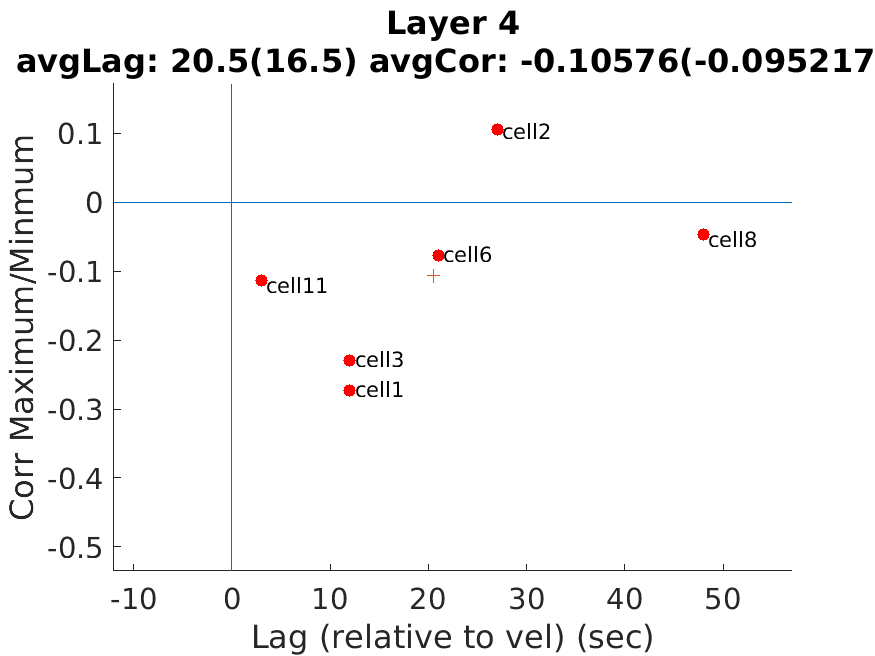 Layer 4
avgLag: 20.5(16.5) avgCor: -0.10576(-0.095217
Corr Maximum/Minmum
0.1
0
-0.1
-0.2
-0.3
-0.4
-0.5
cell2
cell8
cell6
cell11
cell3
cell1
-10 0 10 20 30 40 50
Lag (relative to vel) (sec)